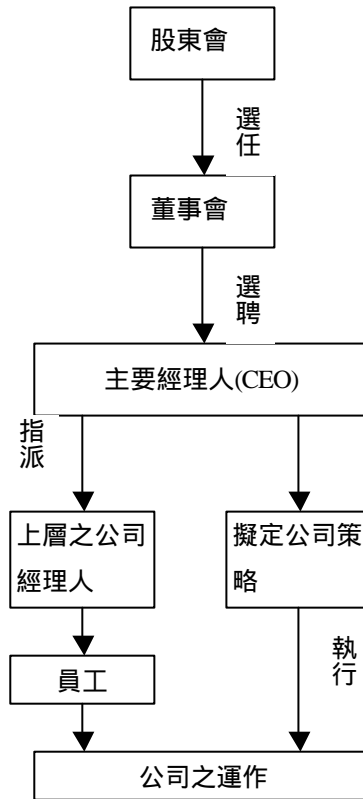 股東會
選任
董事會
選聘
主要經理人(CEO)
指派
上層之公司
經理人
擬定公司策
略
執行
員工
公司之運作